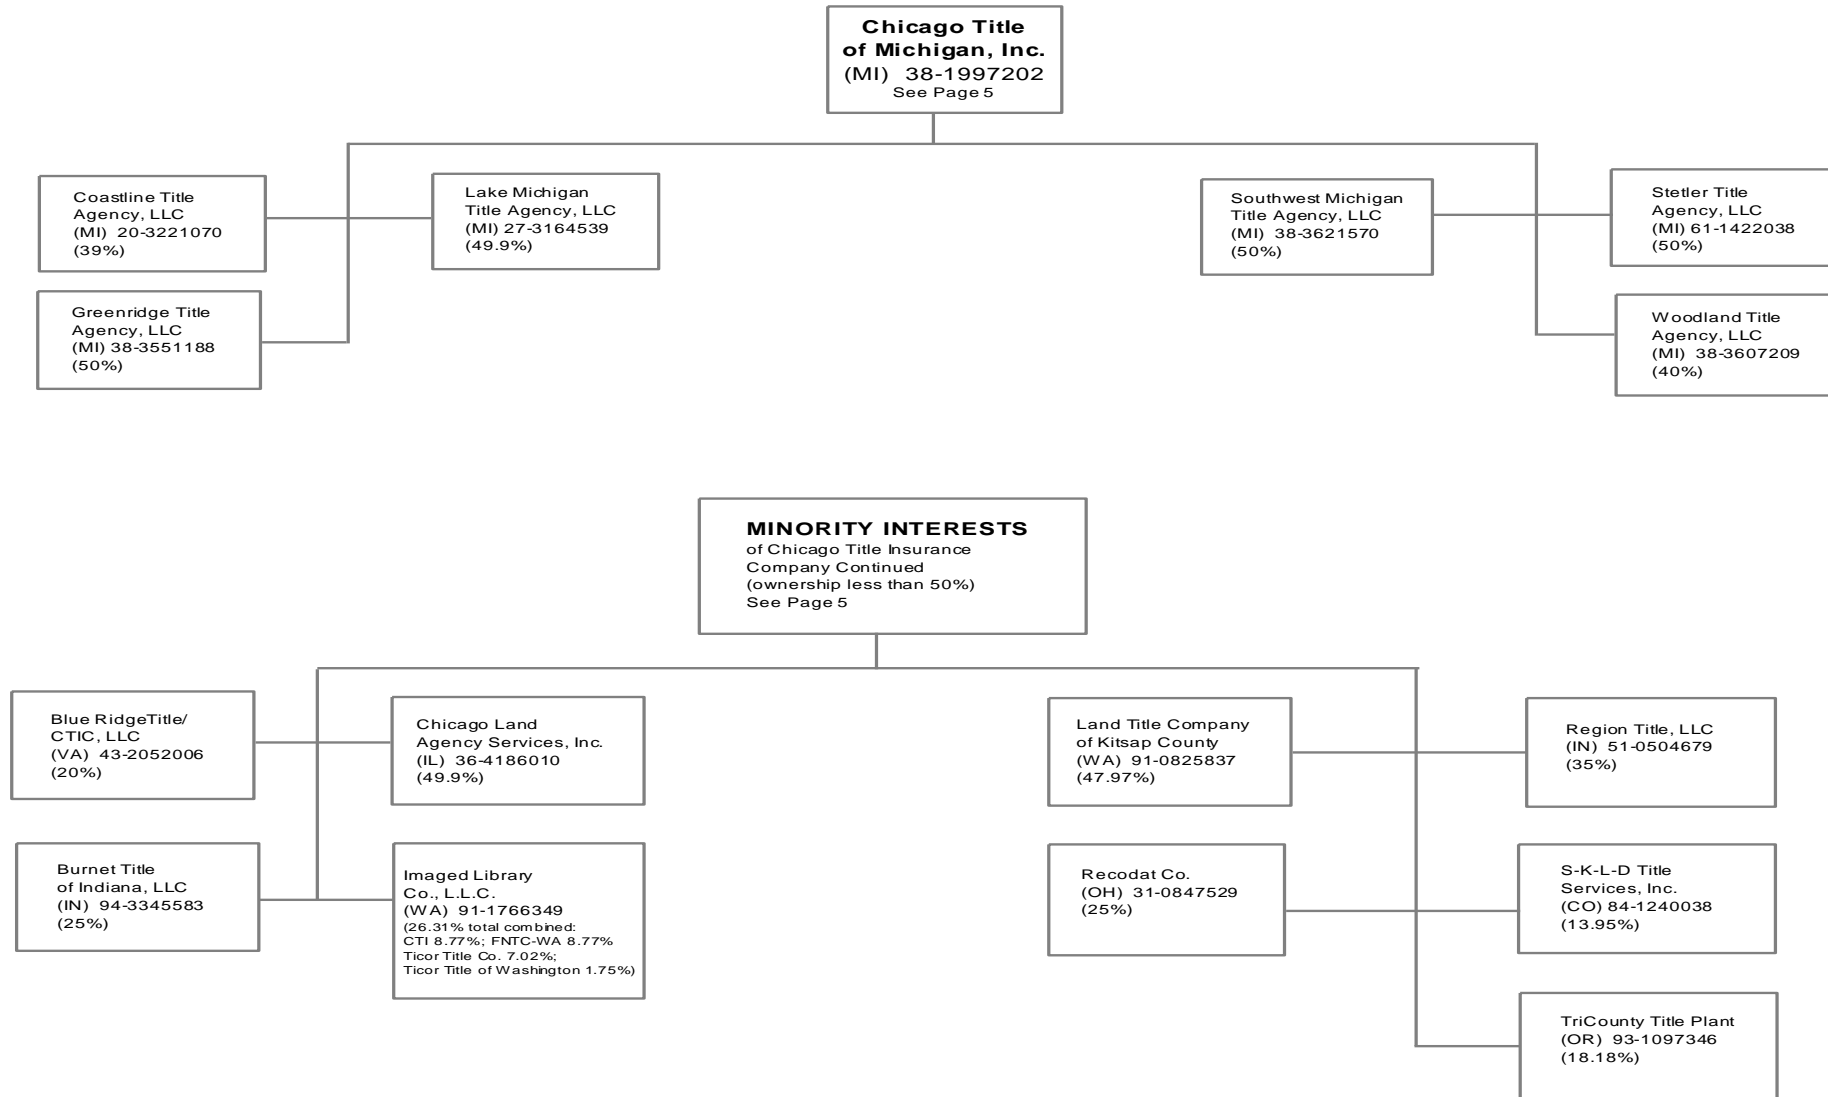 Chicago Title
of Michigan, Inc.
(MI) 38-1997202
See Page 5
Coastline Title
Agency, LLC
(MI) 20-3221070
(39%)
Lake Michigan
Title Agency, LLC
(MI) 27-3164539
(49.9%)
Southwest Michigan
Title Agency, LLC
(MI) 38-3621570
(50%)
Stetler Title
Agency, LLC
(MI) 61-1422038
(50%)
Greenridge Title
Agency, LLC
(MI) 38-3551188
(50%)
Woodland Title
Agency, LLC
(MI) 38-3607209
(40%)
MINORITY INTERESTS
of Chicago Title Insurance
Company Continued
(ownership less than 50%)
See Page 5
Blue RidgeTitle/
CTIC, LLC
(VA) 43-2052006
(20%)
Chicago Land
Agency Services, Inc.
(IL) 36-4186010
(49.9%)
Land Title Company
of Kitsap County
(WA) 91-0825837
(47.97%)
Region Title, LLC
(IN) 51-0504679
(35%)
Burnet Title
of Indiana, LLC
(IN) 94-3345583
(25%)
Imaged Library
Co., L.L.C.
(WA) 91-1766349
(26.31% total combined:
CTI 8.77%; FNTC-WA 8.77%
Ticor Title Co. 7.02%;
Ticor Title of Washington 1.75%)
Recodat Co.
(OH) 31-0847529
(25%)
S-K-L-D Title
Services, Inc.
(CO) 84-1240038
(13.95%)
TriCounty Title Plant
(OR) 93-1097346
(18.18%)